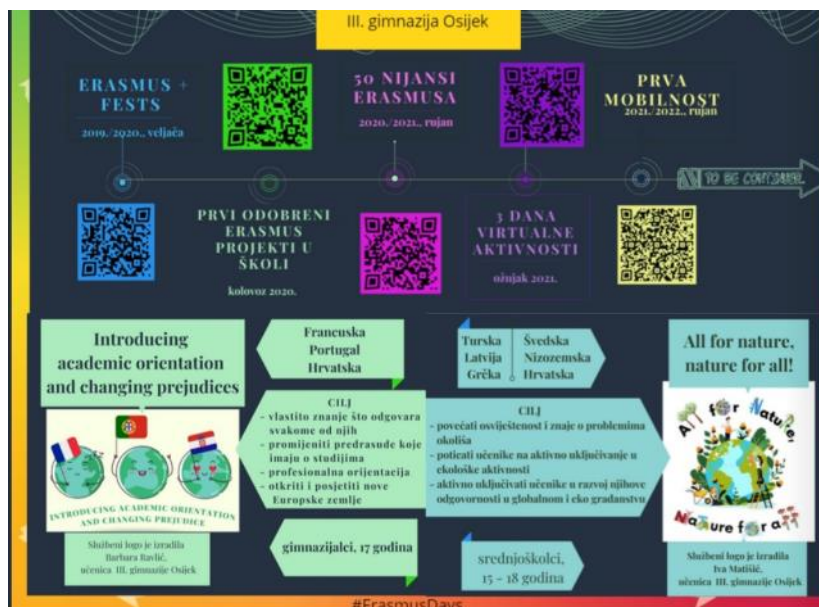 III. gimnazija Osijek
ERASMUS +
FESTS
2019./2020., veljača
50 NIJANSI
ERASMUSA
2020./2021., rujan
PRVA
MOBILNOST
2021./2022., rujan
TO BE CONTINUED
PRVI ODOBRENI
ERASMUS
PROJEKTI U
ŠKOLI
kolovoz 2020.
3 DANA
VIRTUALNE
AKTIVNOSTI
ožujak 2021.
Introducing
academic orientation
and changing prejudices
INTRODUCING ACADEMIC ORIENTATION
AND CHANGING PREJUDICE
Službeni logo je izradila
Barbara Ravlić,
učenica III. gimnazije Osijek
Francuska
Portugal
Hrvatska
CILJ
- vlastito znanje što odgovara
svakome od njih
- promijeniti predrasude koje
imaju o studijima
- profesionalna orijentacija
- otkriti i posjetiti nove
Europske zemlje
gimnazijalci, 17 godina
Turska
Latvija
Grčka
Švedska
Nizozemska
Hrvatska
CILJ
- povećati osviještenost i znaje o problemima
okoliša
- poticati učenike na aktivno uključivanje u
ekološke aktivnosti
- aktivno uključivati učenike u razvoj njihove
odgovornosti u globalnom i eko građanstvu
srednjoškolci,
15 - 18 godina
All for nature,
nature for all!
All for Nature,
Nature for all
Službeni logo je izradila
Iva Matišić,
učenica III. gimnazije Osijek
#ErasmusDays